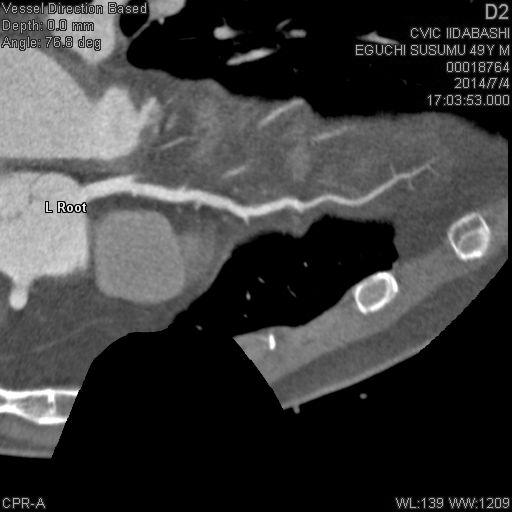 Vessel Direction Based
Depth: 0.0 mm
Angle: 76.8 deg
D2
CVIC IIDABASHI
EGUCHI SUSUMU 49Y M
00018764
2014/7/4
17:03:53.000
L Root
CPR-A
WL:139 WW:1209